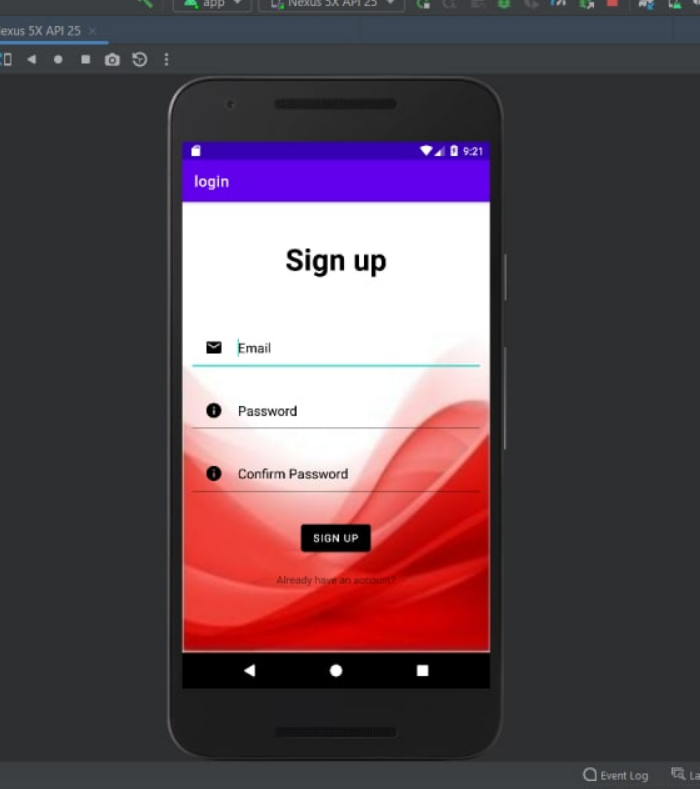 app
Nexus 5X API 25
Nexus 5X API 25
9:21
login
Sign up
Email
Password
Confirm Password
SIGN UP
Already have an account?
Event Log